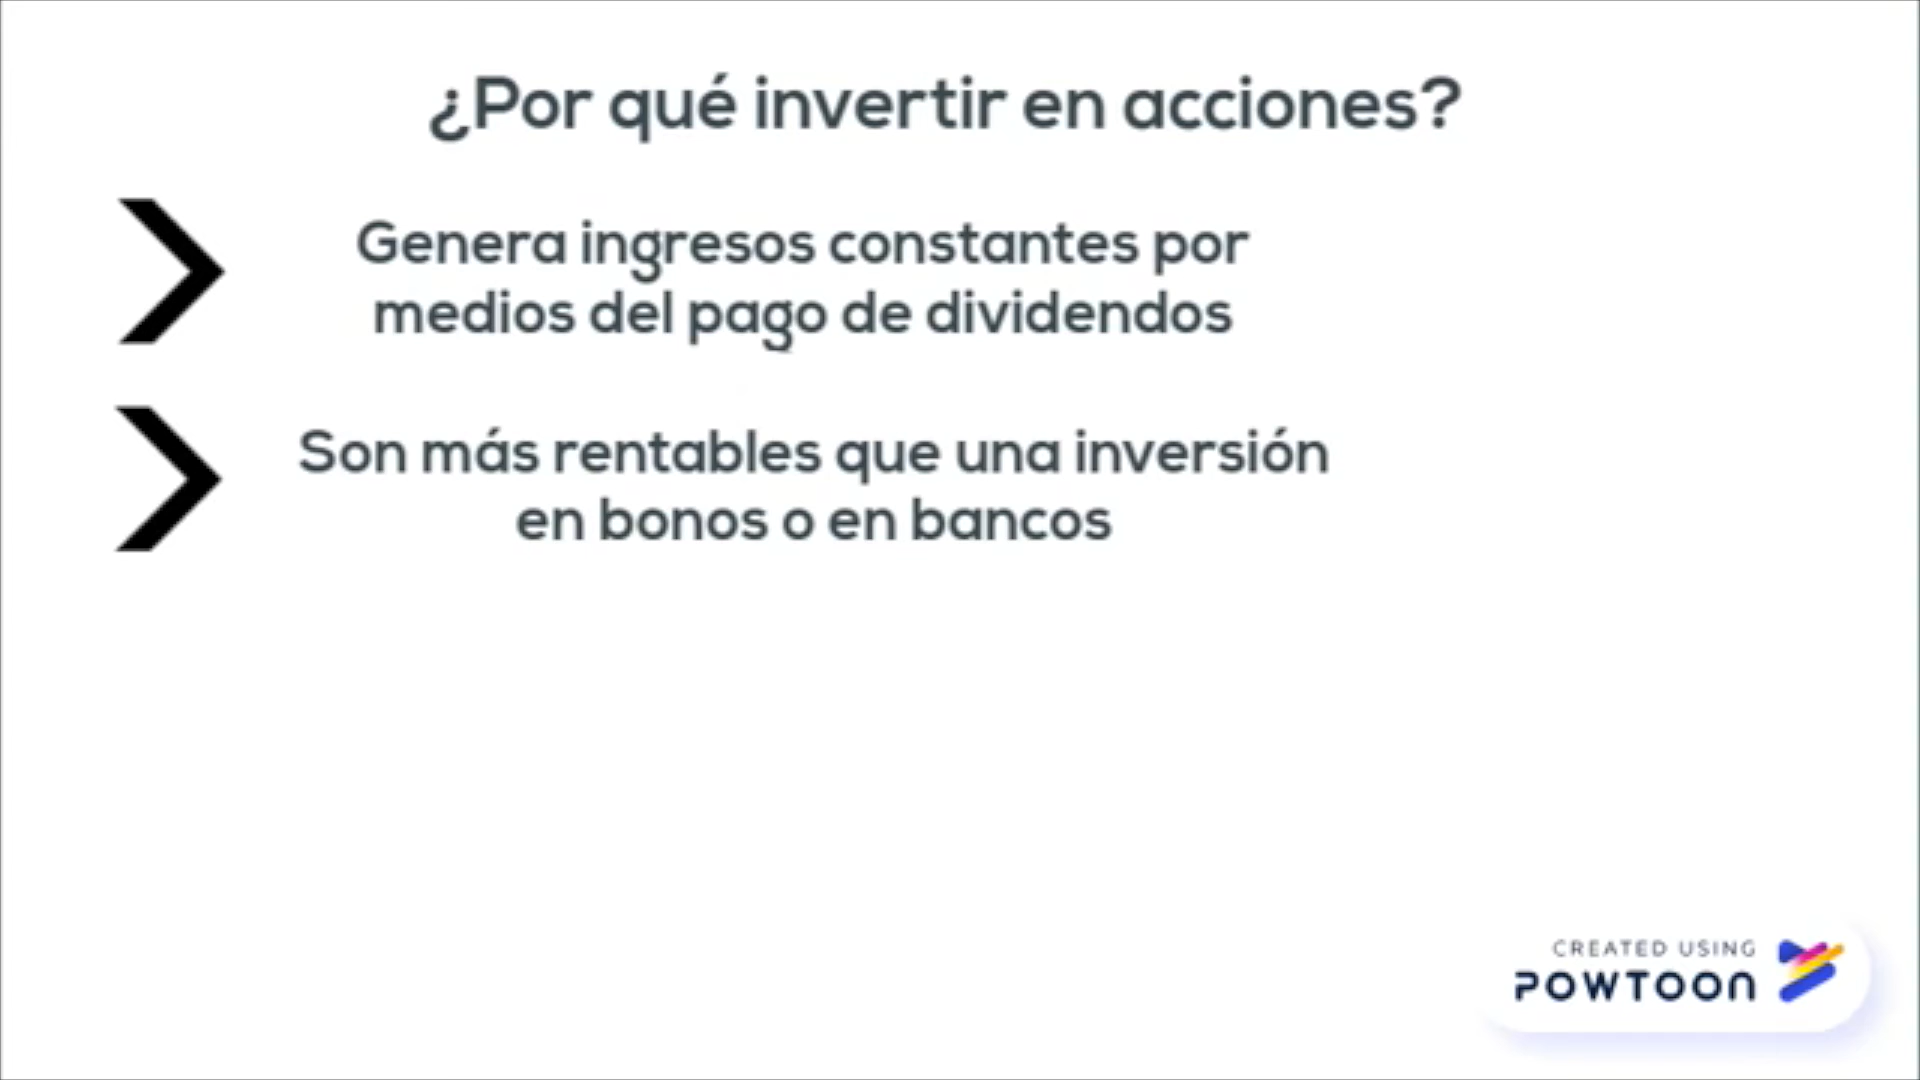 ¿Por qué invertir en acciones?
Genera ingresos constantes por
medios del pago de dividendos
Son más rentables que una inversión
en bonos o en bancos
CREATED USING
POWTOON